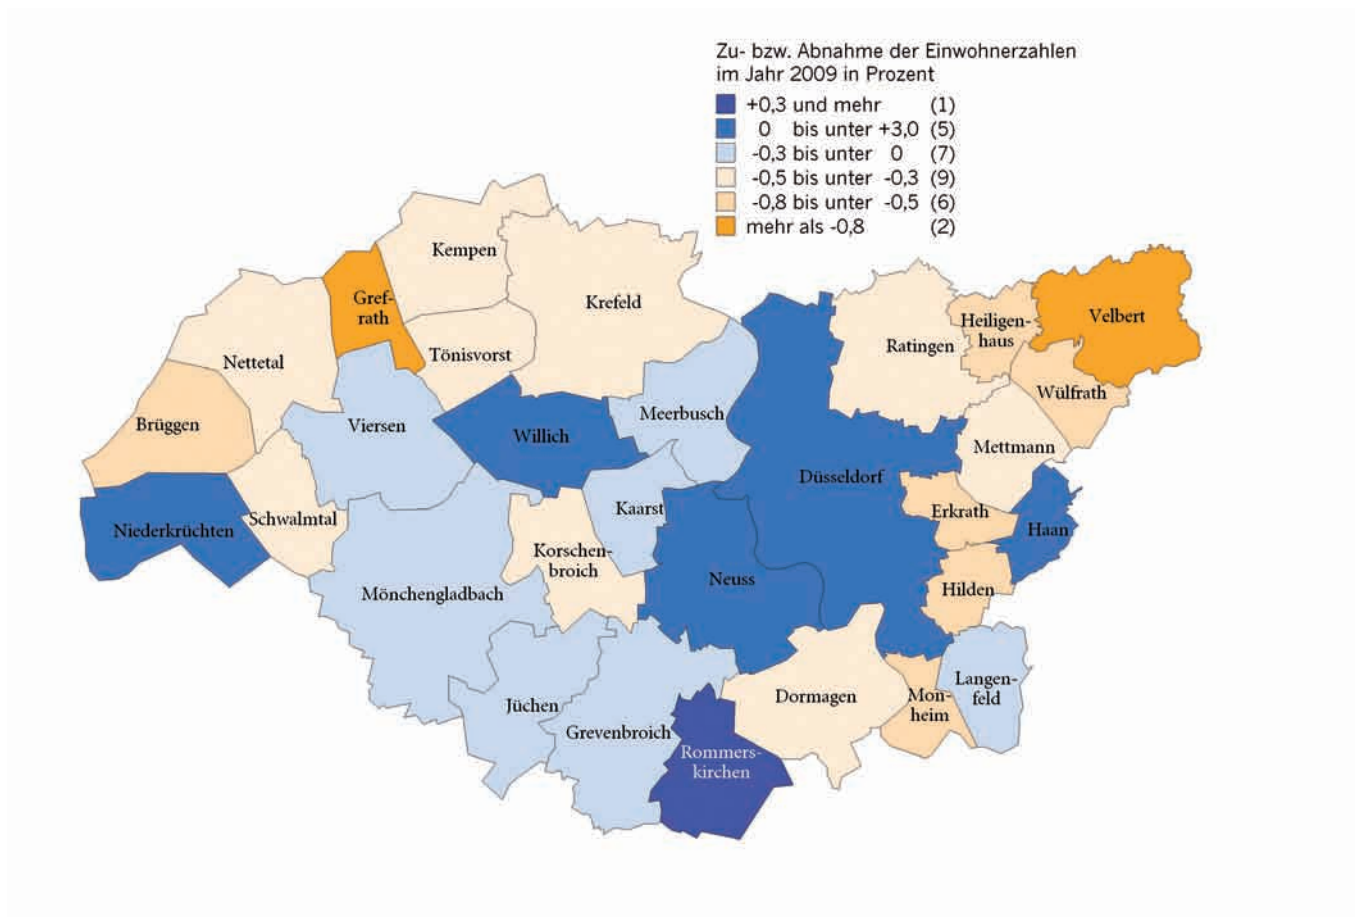 Zu- bzw. Abnahme der Einwohnerzahlen
im Jahr 2009 in Prozent
+0,3 und mehr (1)
0 bis unter +3,0 (5)
-0,3 bis unter 0 (7)
-0,5 bis unter -0,3 (9)
-0,8 bis unter -0,5 (6)
mehr als -0,8 (2)
Kempen
Krefeld
Gref-
rath
Tönisvorst
Nettetal
Ratingen
Heiligen-
haus
Velbert
Wülfrath
Brüggen
Viersen
Willich
Meerbusch
Mettmann
Düsseldorf
Niederkrüchten
Schwalmtal
Kaarst
Erkrath
Haan
Korschen-
broich
Neuss
Hilden
Mönchengladbach
Jüchen
Grevenbroich
Rommers-
kirchen
Dormagen
Mon-
heim
Langen-
feld